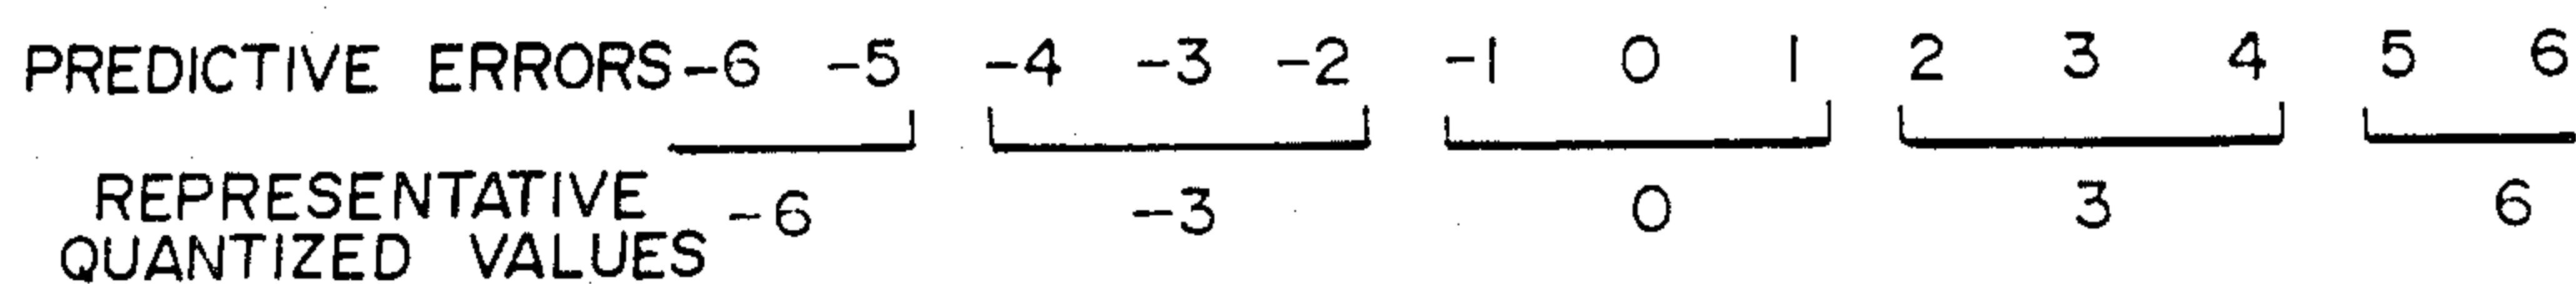 PREDICTIVE ERRORS -6 -5 -4 -3 -2 -1 0 1 2 3 4 5 6
REPRESENTATIVE
QUANTIZED VALUES -6 -3 0 3 6